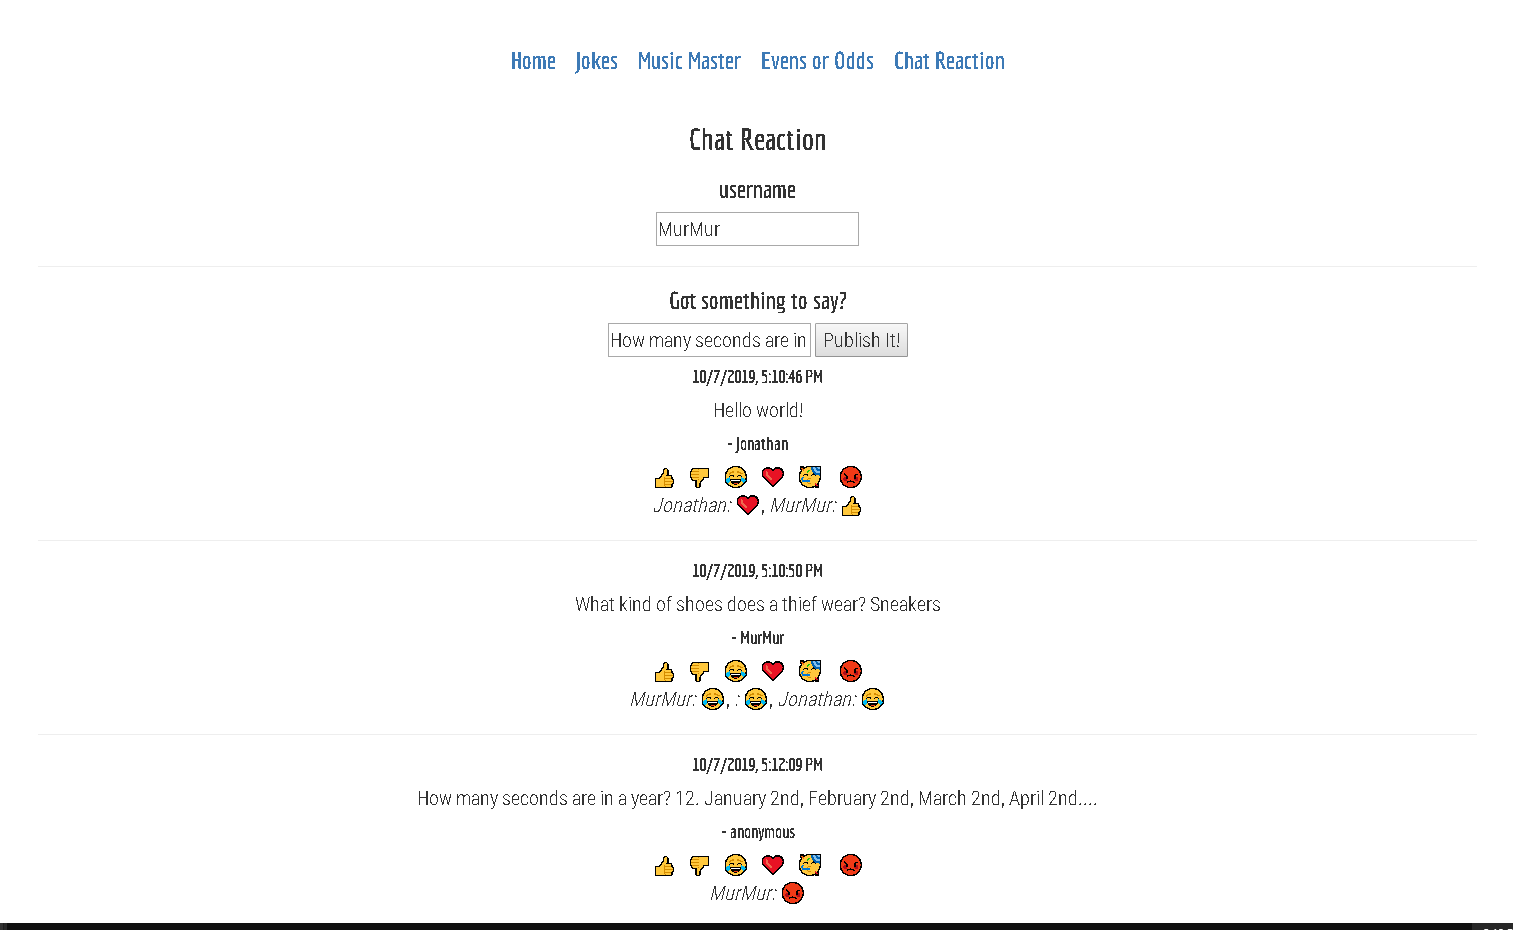 Home Jokes Music Master Evens or Odds Chat Reaction
Chat Reaction
username
MurMur
Got something to say?
How many seconds are in Publish It!
10/7/2019, 5:10:46 PM
Hello world!
- Jonathan
👍 👎 😂 ❤️ 🥳 😡
Jonathan: ❤️, MurMur: 👍
10/7/2019, 5:10:50 PM
What kind of shoes does a thief wear? Sneakers
- MurMur
👍 👎 😂 ❤️ 🥳 😡
MurMur: 😂, : 😂, Jonathan: 😂
10/7/2019, 5:12:09 PM
How many seconds are in a year? 12. January 2nd, February 2nd, March 2nd, April 2nd....
- anonymous
👍 👎 😂 ❤️ 🥳 😡
MurMur: 😡